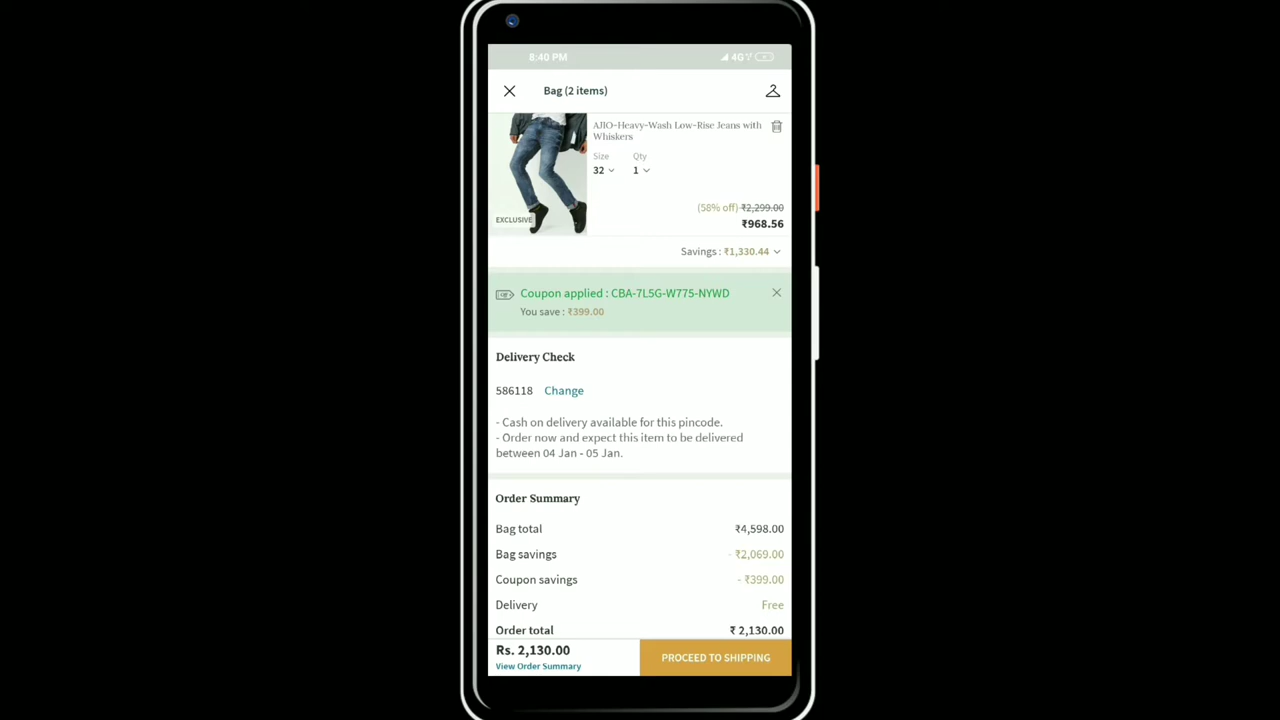 8:40 PM 4G
Bag (2 items)
AJIO-Heavy-Wash Low-Rise Jeans with
Whiskers
Size Qty
32 1
(58% off) ₹2,299.00
EXCLUSIVE
₹968.56
Savings : ₹1,330.44
Coupon applied : CBA-7L5G-W775-NYWD
You save : ₹399.00
Delivery Check
586118 Change
- Cash on delivery available for this pincode.
- Order now and expect this item to be delivered
between 04 Jan - 05 Jan.
Order Summary
Bag total ₹4,598.00
Bag savings - ₹2,069.00
Coupon savings - ₹399.00
Delivery Free
Order total ₹ 2,130.00
Rs. 2,130.00
View Order Summary
PROCEED TO SHIPPING